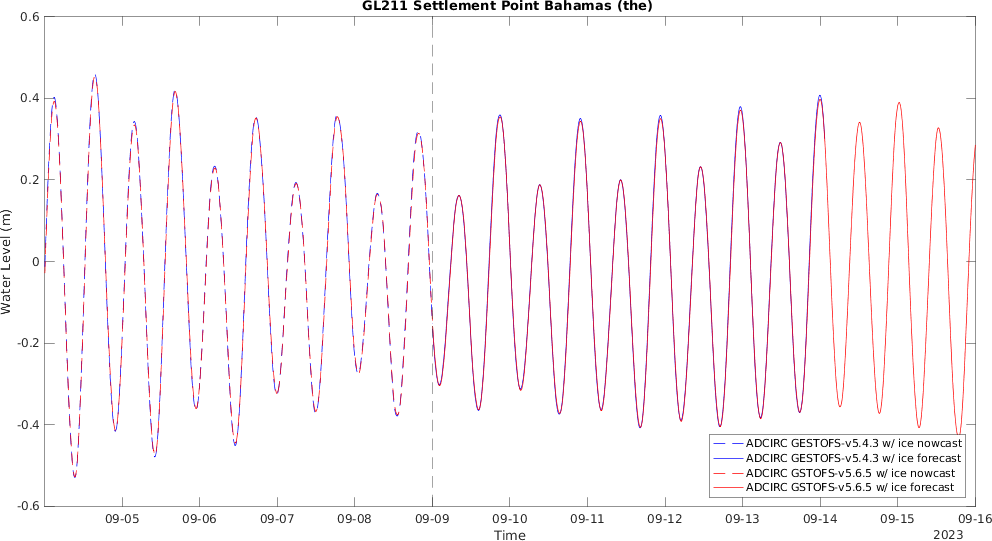 GL211 Settlement Point Bahamas (the)
0.6
0.4
0.2
0
-0.2
-0.4
-0.6
Water Level (m)
ADCIRC GESTOFS-v5.4.3 w/ ice nowcast
ADCIRC GESTOFS-v5.4.3 w/ ice forecast
ADCIRC GSTOFS-v5.6.5 w/ ice nowcast
ADCIRC GSTOFS-v5.6.5 w/ ice forecast
09-05 09-06 09-07 09-08 09-09 09-10 09-11 09-12 09-13 09-14 09-15 09-16
Time
2023